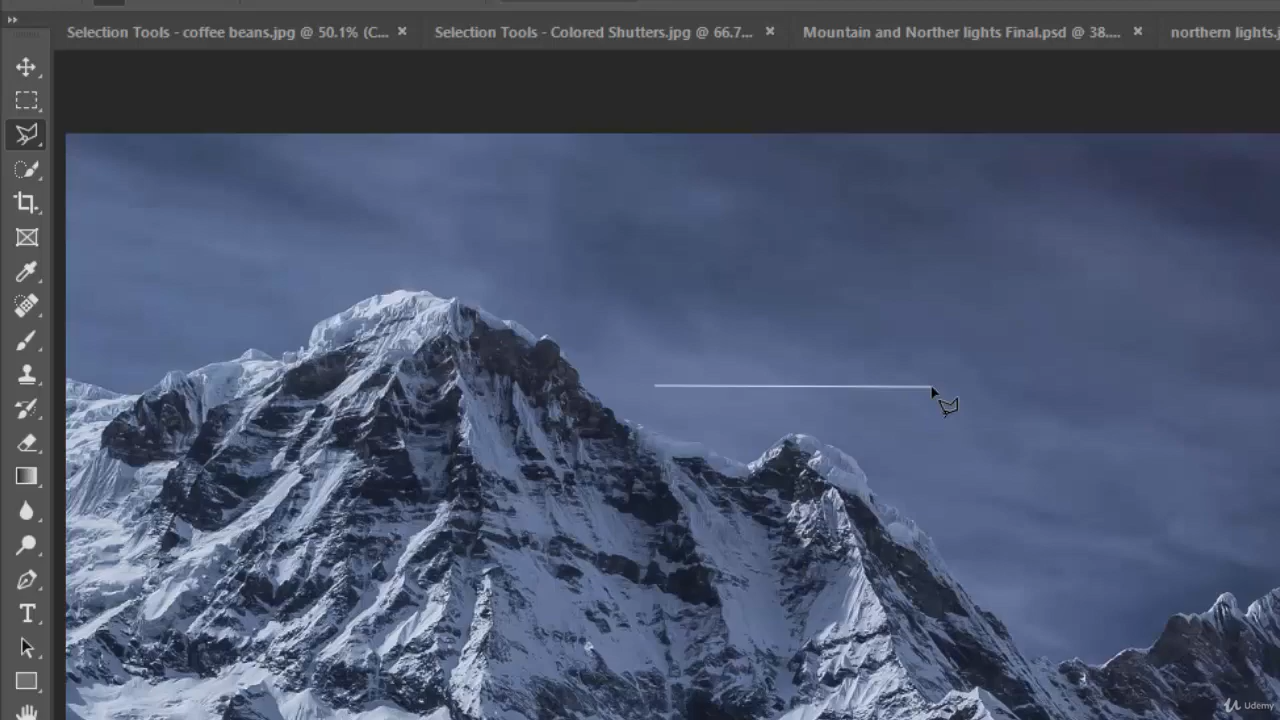 Selection Tools - coffee beans.jpg @ 50.1% (C... × Selection Tools - Colored Shutters.jpg @ 66.7... × Mountain and Norther lights Final.psd @ 38.... × northern lights.j
T
Udemy